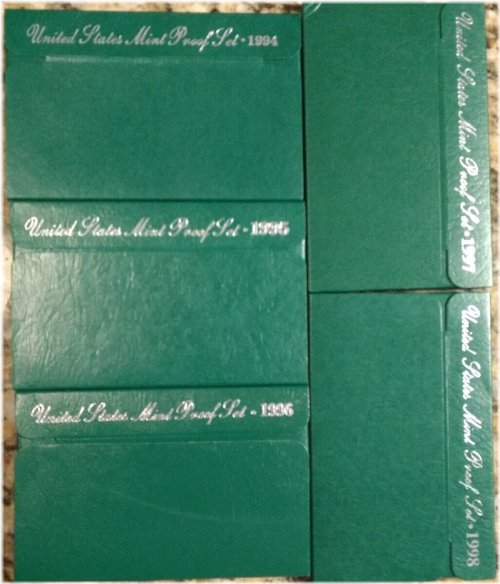 United States Mint Proof Set - 1994
United States Mint Proof Set - 1995
United States Mint Proof Set - 1996
United States Mint Proof Set - 1997
United States Mint Proof Set - 1998